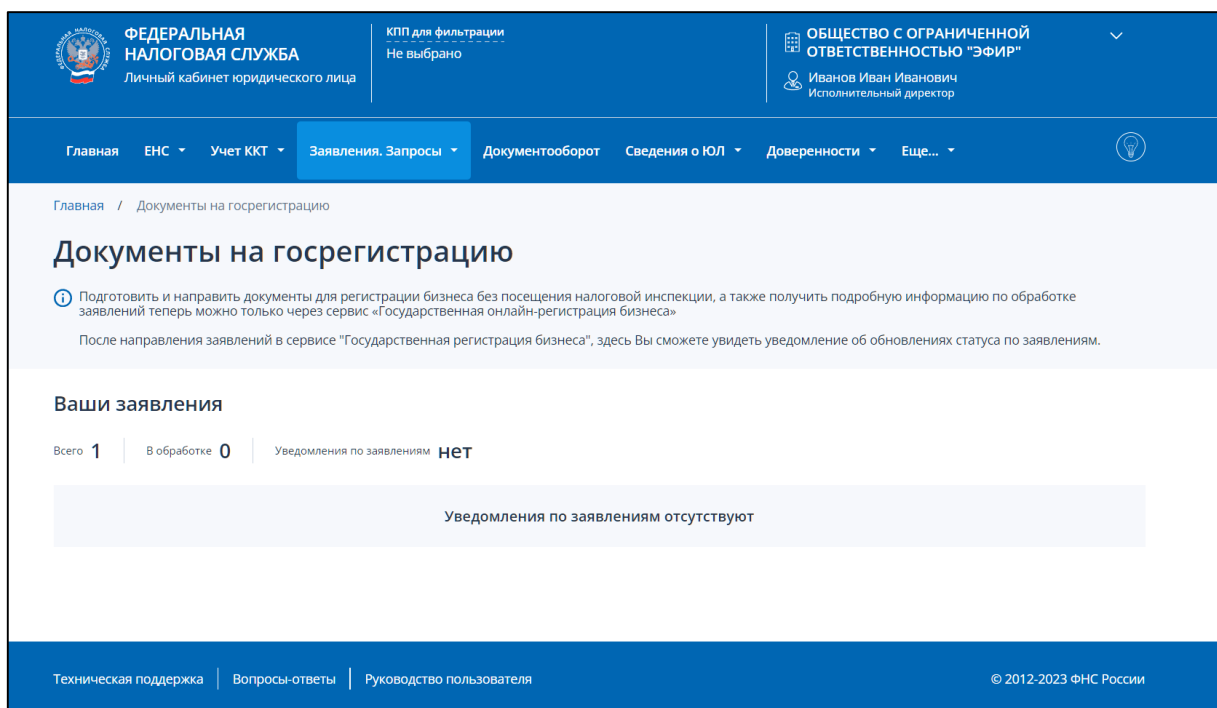 ФЕДЕРАЛЬНАЯ
НАЛОГОВАЯ СЛУЖБА
Личный кабинет юридического лица
КПП для фильтрации
Не выбрано
ОБЩЕСТВО С ОГРАНИЧЕННОЙ
ОТВЕТСТВЕННОСТЬЮ "ЭФИР"
Иванов Иван Иванович
Исполнительный директор
Главная ЕНС Учет ККТ Заявления. Запросы Документооборот Сведения о ЮЛ Доверенности Еще...
Главная / Документы на госрегистрацию
Документы на госрегистрацию
Подготовить и направить документы для регистрации бизнеса без посещения налоговой инспекции, а также получить подробную информацию по обработке
заявлений теперь можно только через сервис «Государственная онлайн-регистрация бизнеса»
После направления заявлений в сервисе "Государственная регистрация бизнеса", здесь Вы сможете увидеть уведомление об обновлениях статуса по заявлениям.
Ваши заявления
Всего 1 В обработке 0 Уведомления по заявлениям нет
Уведомления по заявлениям отсутствуют
Техническая поддержка Вопросы-ответы Руководство пользователя © 2012-2023 ФНС России